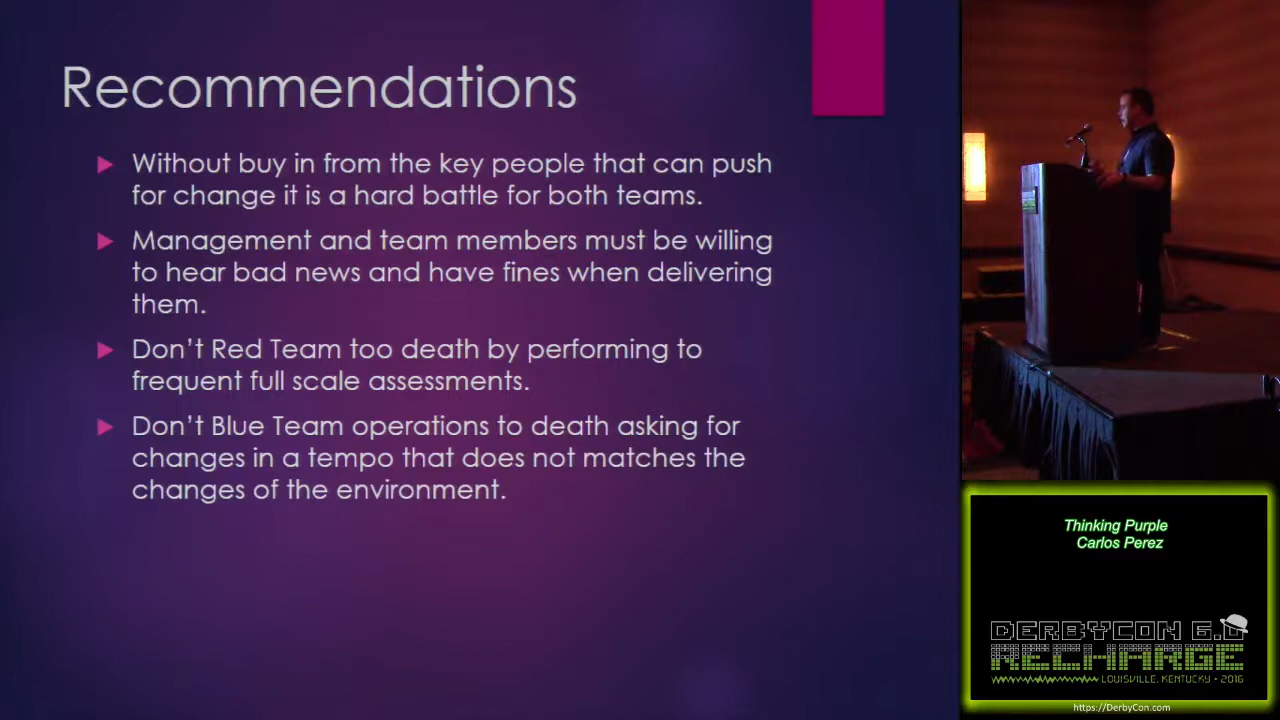 Recommendations
Without buy in from the key people that can push
for change it is a hard battle for both teams.
Management and team members must be willing
to hear bad news and have fines when delivering
them.
Don't Red Team too death by performing to
frequent full scale assessments.
Don't Blue Team operations to death asking for
changes in a tempo that does not matches the
changes of the environment.
Thinking Purple
Carlos Perez
DERBYCON 6.0
RECHARGE
LOUISVILLE, KENTUCKY • 2016
https://DerbyCon.com